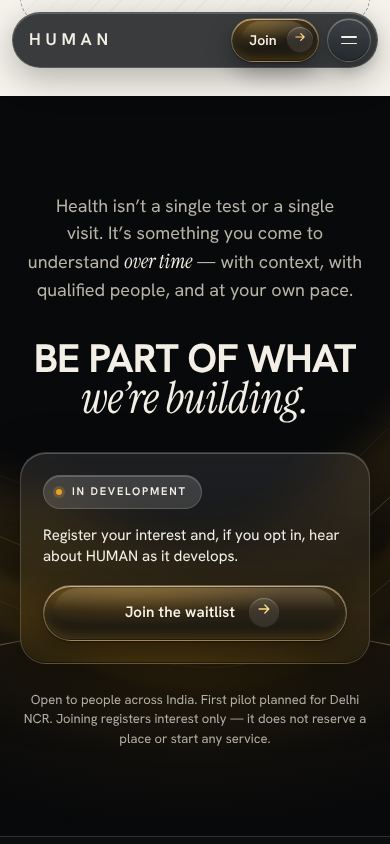 HUMAN
Join
Health isn’t a single test or a single
visit. It’s something you come to
understand over time — with context, with
qualified people, and at your own pace.
BE PART OF WHAT
we’re building.
IN DEVELOPMENT
Register your interest and, if you opt in, hear
about HUMAN as it develops.
Join the waitlist
Open to people across India. First pilot planned for Delhi
NCR. Joining registers interest only — it does not reserve a
place or start any service.